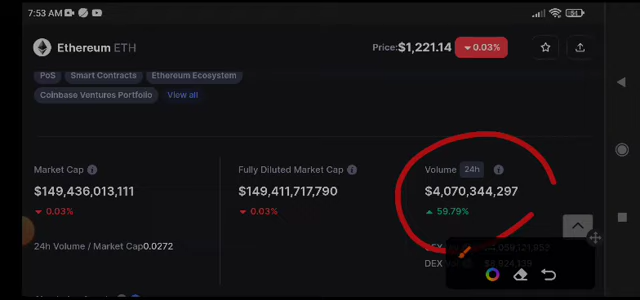 7:53 AM
Ethereum ETH
Price: $1,221.14 0.03%
PoS Smart Contracts Ethereum Ecosystem
Coinbase Ventures Portfolio View all
Market Cap
$149,436,013,111
0.03%
24h Volume / Market Cap 0.0272
Fully Diluted Market Cap
$149,411,717,790
0.03%
Volume 24h
$4,070,344,297
59.79%